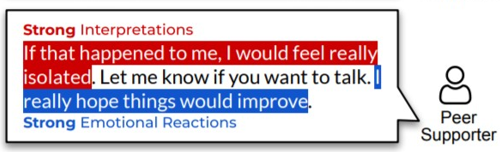 Strong Interpretations
If that happened to me, I would feel really
isolated. Let me know if you want to talk. I
really hope things would improve.
Strong Emotional Reactions
Peer
Supporter